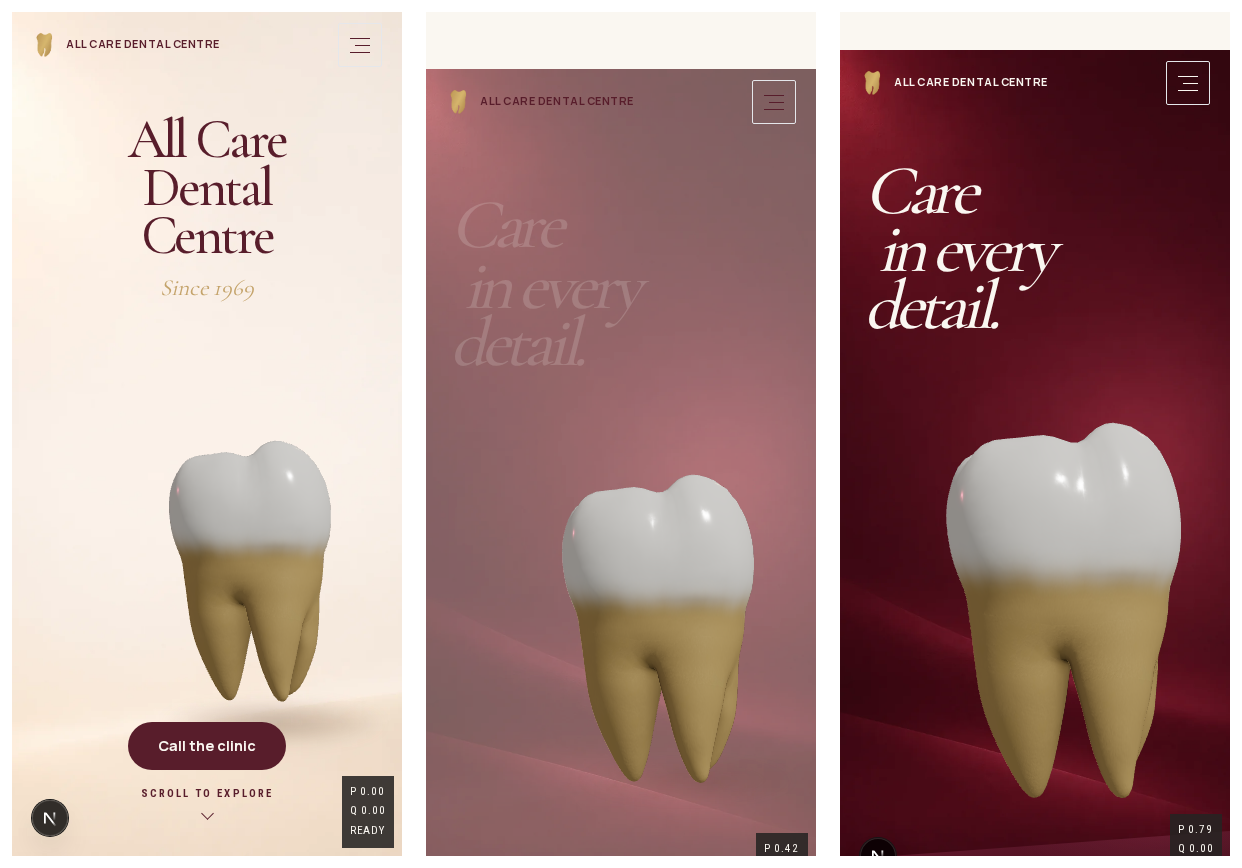 ALL CARE DENTAL CENTRE
All Care
Dental
Centre
Since 1969
Call the clinic
SCROLL TO EXPLORE
N
P 0.00
Q 0.00
READY
ALL CARE DENTAL CENTRE
Care
in every
detail.
P 0.42
ALL CARE DENTAL CENTRE
Care
in every
detail.
P 0.79
Q 0.00
N